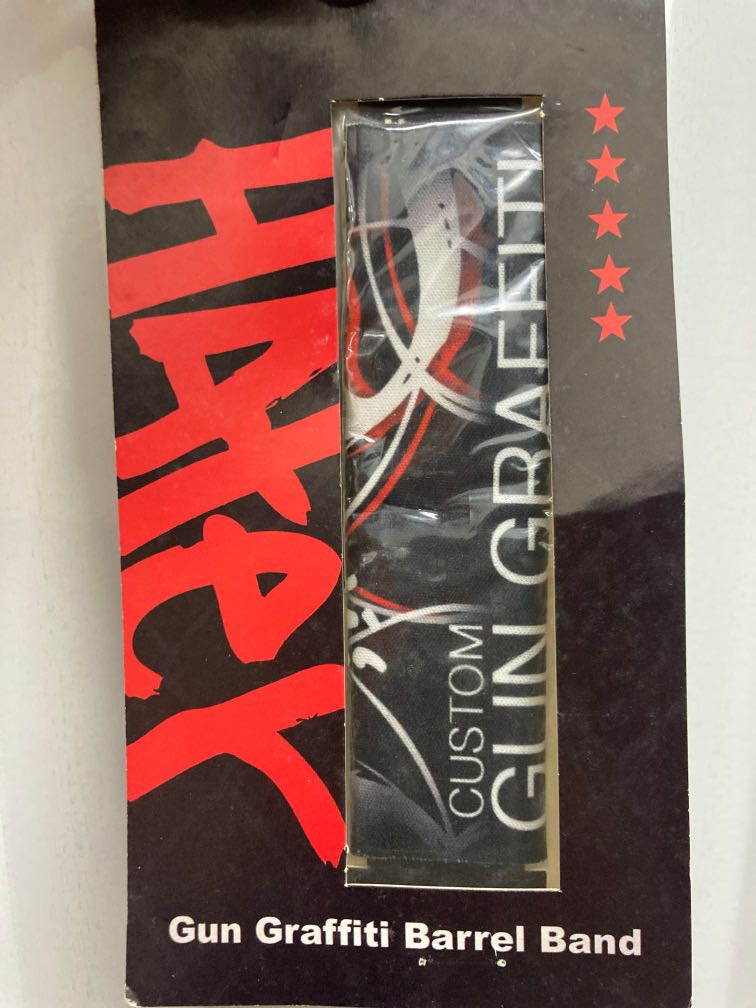 HAter
CUSTOM
GUN GRAFFITI
Gun Graffiti Barrel Band